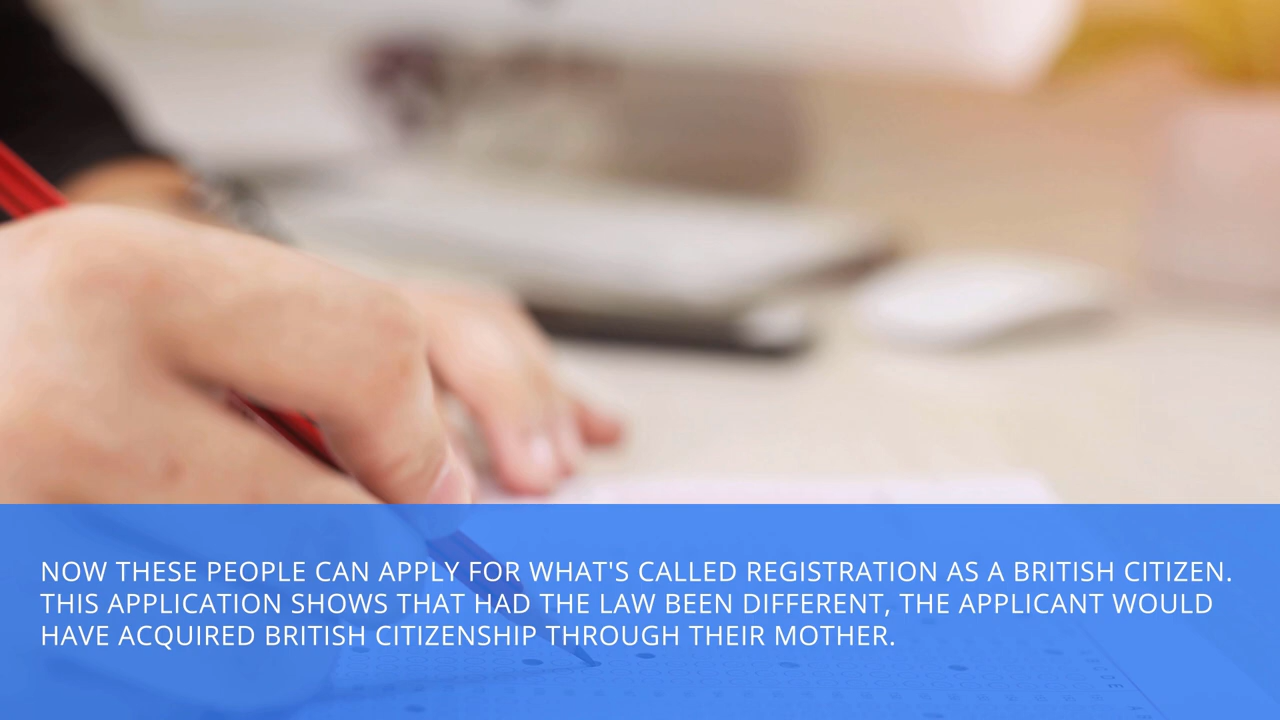 NOW THESE PEOPLE CAN APPLY FOR WHAT'S CALLED REGISTRATION AS A BRITISH CITIZEN.
THIS APPLICATION SHOWS THAT HAD THE LAW BEEN DIFFERENT, THE APPLICANT WOULD
HAVE ACQUIRED BRITISH CITIZENSHIP THROUGH THEIR MOTHER.